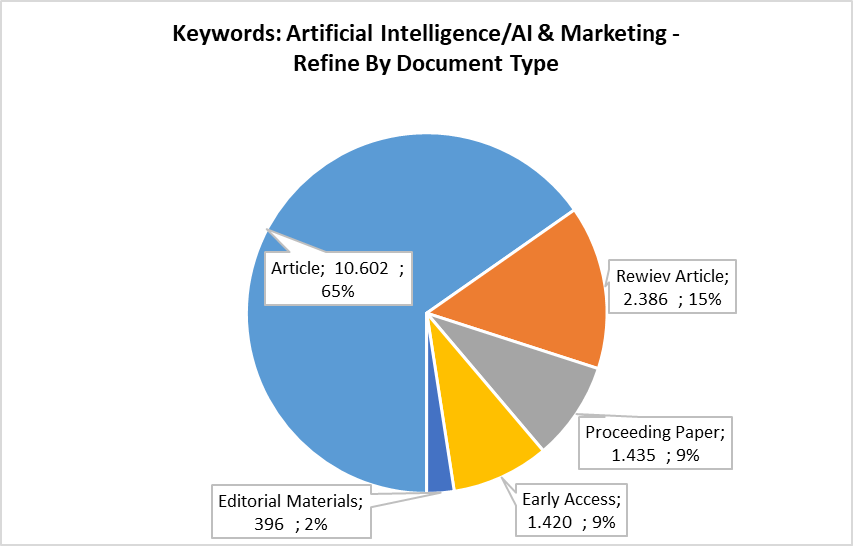 Keywords: Artificial Intelligence/AI & Marketing -
Refine By Document Type
Article;  10.602  ;
65%
Rewiev Article;
2.386  ; 15%
Proceeding Paper;
1.435  ; 9%
Early Access;
1.420  ; 9%
Editorial Materials;
396  ; 2%